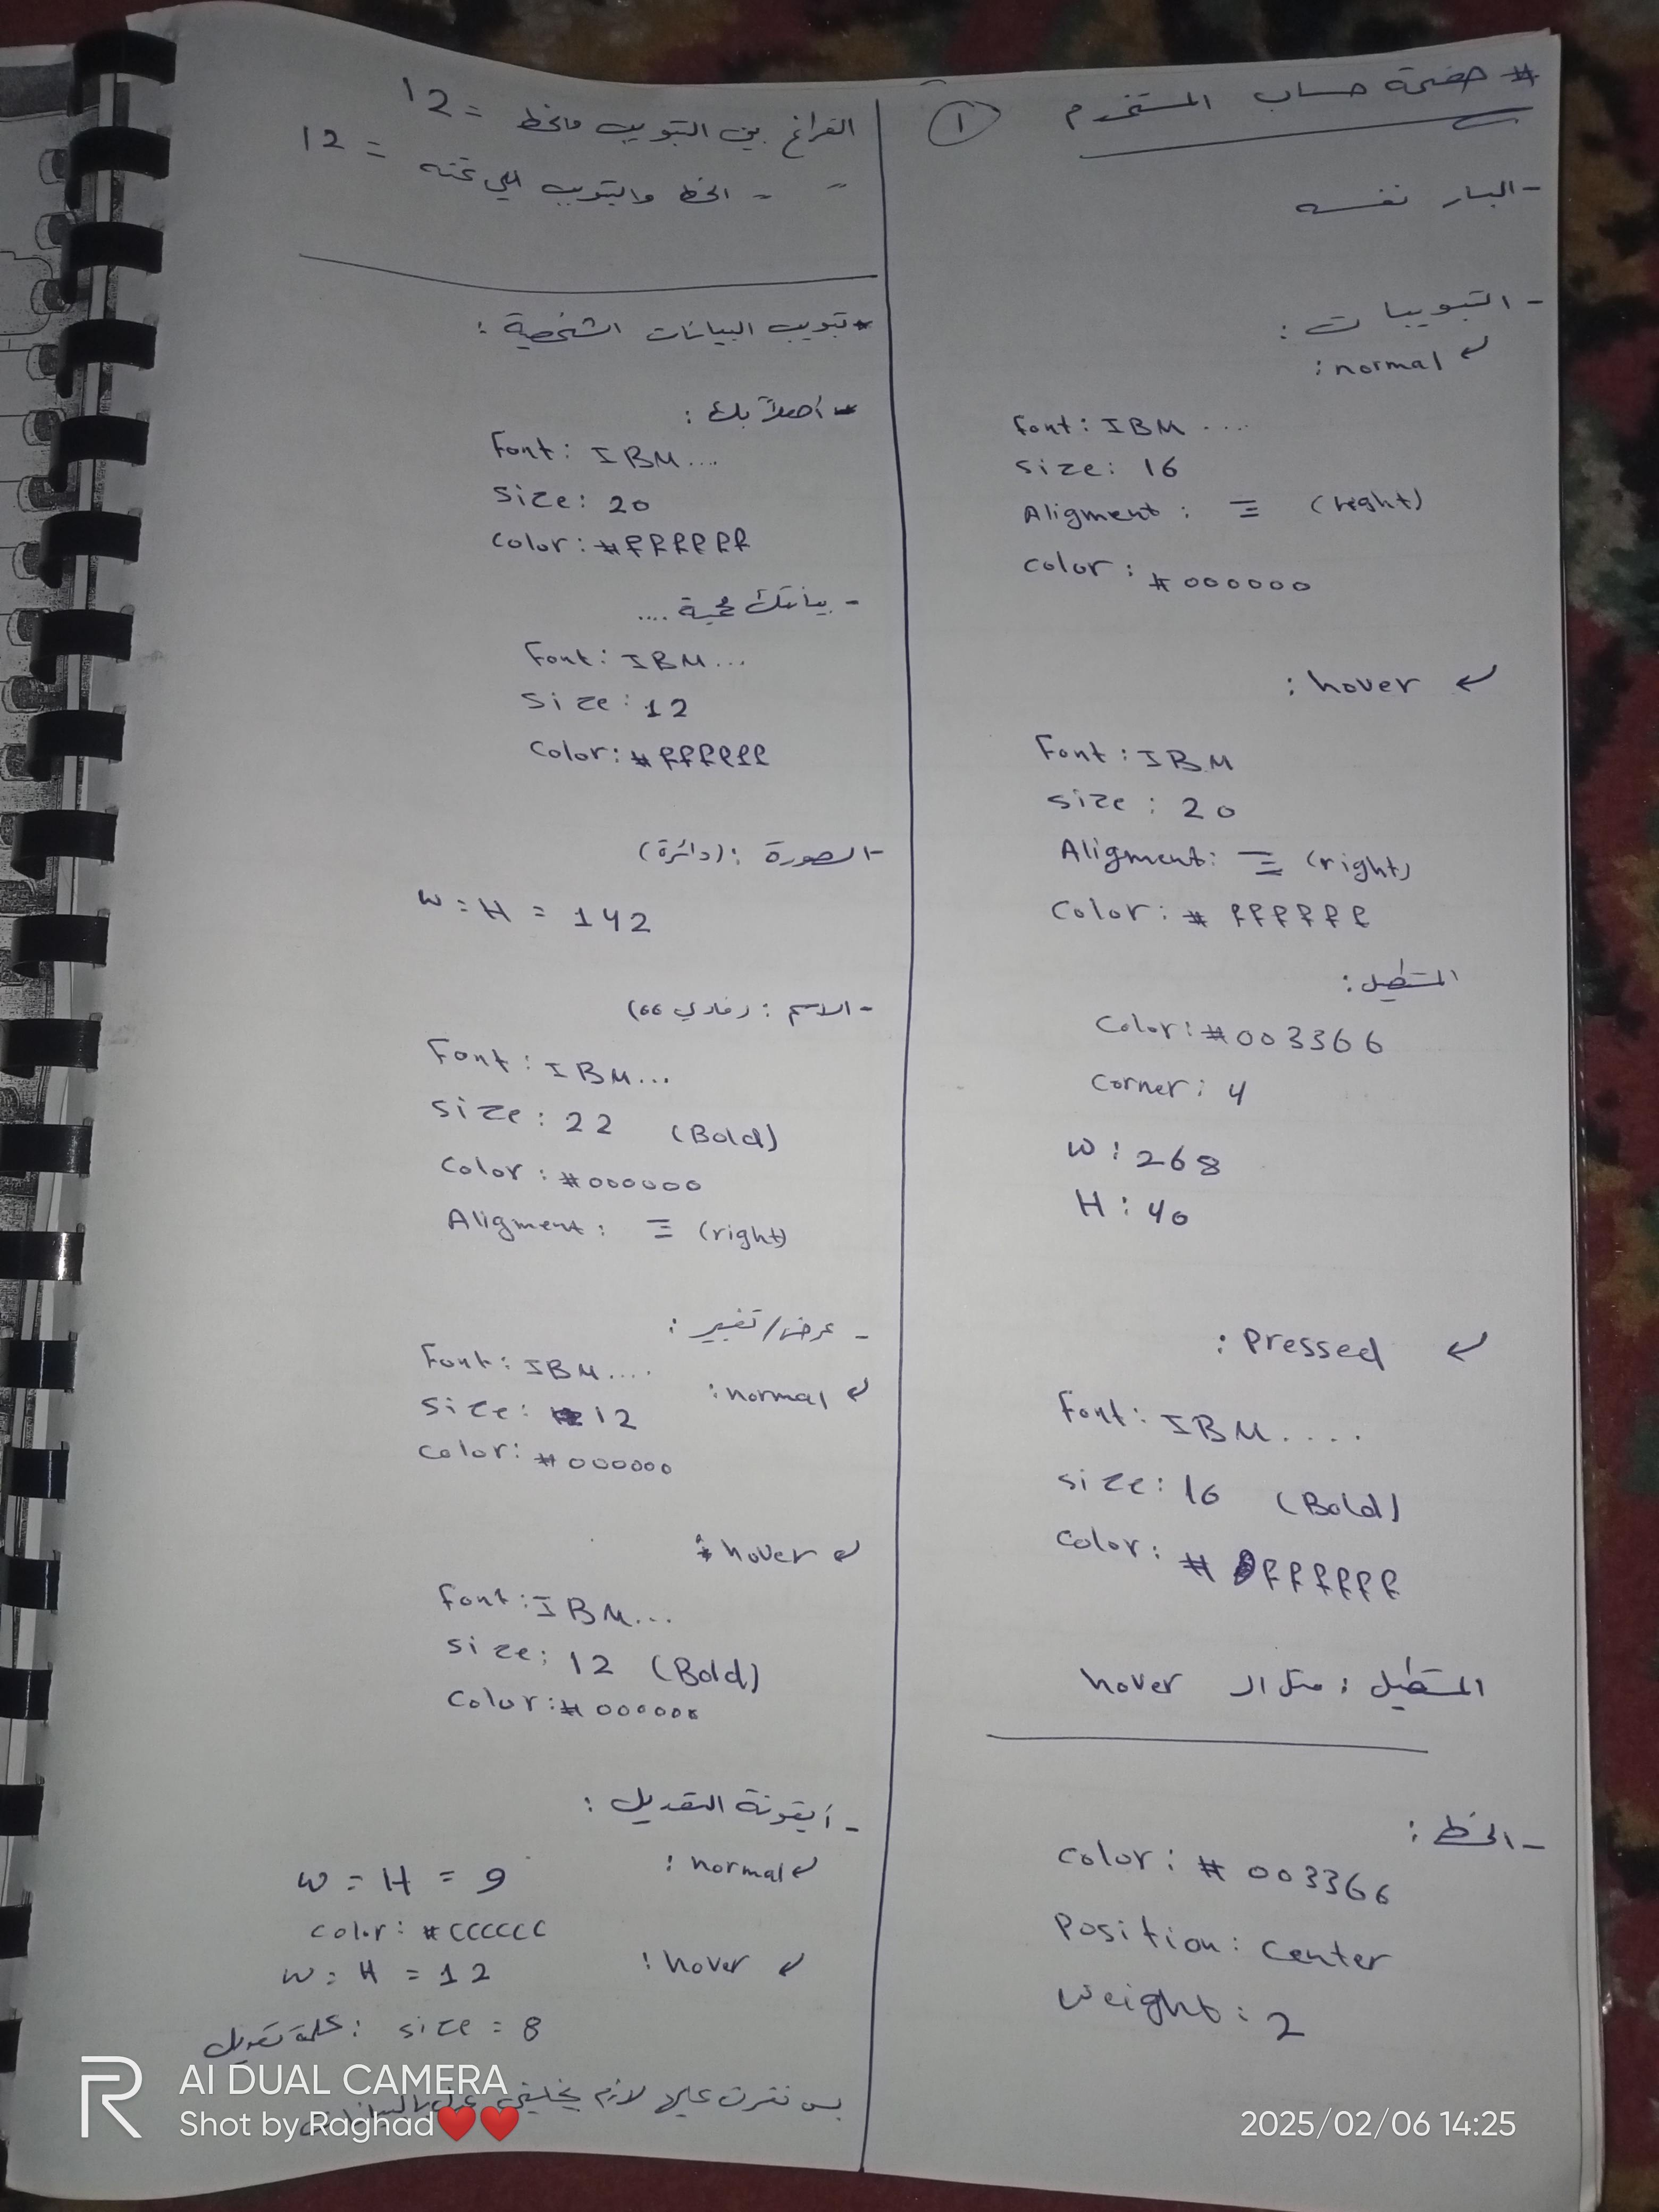 # صفحة حساب المستخدم ①
- البار نفسه
- التبويبات :
normal :
Font: IBM ....
size: 16
Aligment : (right)
color : #000000
hover :
Font : IBM
size : 20
Aligment: (right)
Color: # ffffff
المستطيل :
Color: #003366
Corner: 4
W : 268
H : 40
Pressed :
Font: IBM....
size: 16 (Bold)
Color: # ffffff
المستطيل : مثل الـ hover
- الخط :
color: # 003366
Position: Center
Weight: 2
الفراغ بين التبويب والخط = 12
" " الخط والتبويب اللي تحته = 12
* تبويب البيانات الشخصية :
- أهلاً بك :
Font: IBM....
size: 20
Color: #ffffff
- بياناتك محمية ....
Font: IBM...
Size: 12
Color: #ffffff
- الصورة : (دائرة)
W = H = 142
- الاسم :
Font : IBM...
size: 22 (Bold)
Color : #000000
Aligment: (right)
- عرض/تغيير :
normal :
Font: IBM....
size: 12
color: #000000
hover :
Font: IBM...
size: 12 (Bold)
Color: #000000
- أيقونة التعديل :
normal :
W = H = 9
color: #CCCCCC
hover :
W = H = 12
كلمة تعديل : size = 8
بس لازم يخليني
AI DUAL CAMERA
Shot by Raghad❤️❤️
2025/02/06 14:25